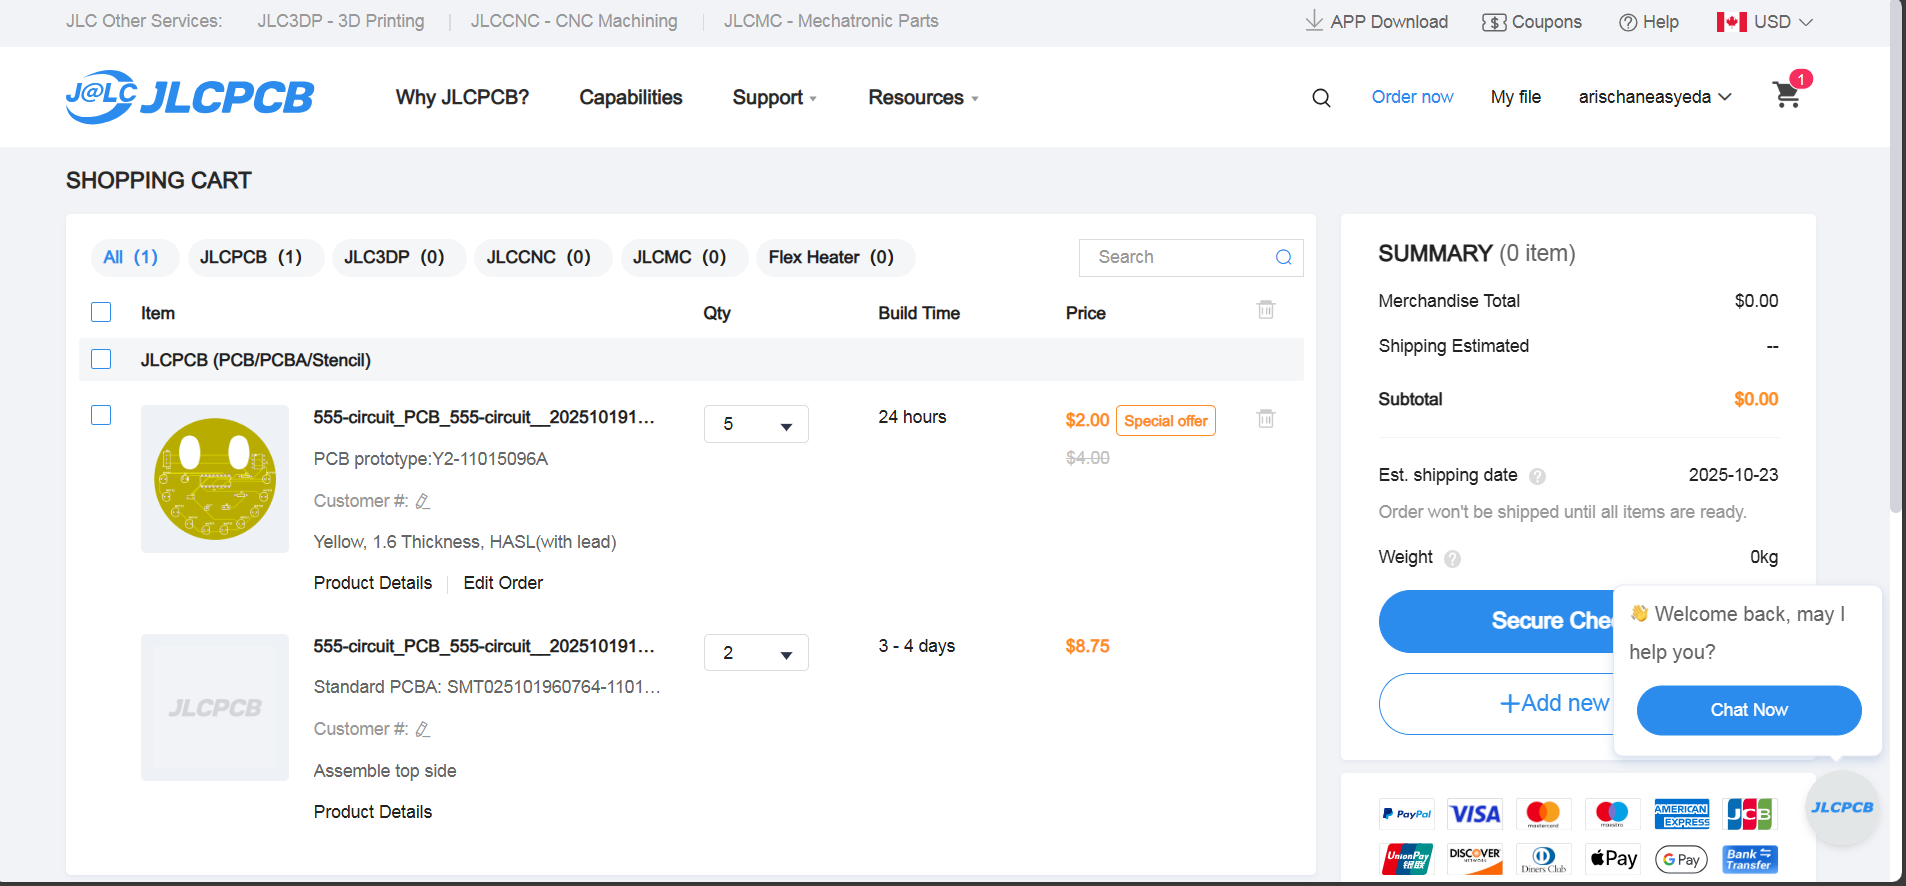 JLC Other Services: JLC3DP - 3D Printing JLCCNC - CNC Machining JLCMC - Mechatronic Parts APP Download Coupons Help USD
J@LC JLCPCB Why JLCPCB? Capabilities Support Resources Order now My file arischaneasyeda 1
SHOPPING CART
All (1) JLCPCB (1) JLC3DP (0) JLCCNC (0) JLCMC (0) Flex Heater (0) Search
Item Qty Build Time Price
JLCPCB (PCB/PCBA/Stencil)
555-circuit_PCB_555-circuit__202510191... 5 24 hours $2.00 Special offer
PCB prototype:Y2-11015096A $4.00
Customer #:
Yellow, 1.6 Thickness, HASL(with lead)
Product Details Edit Order
JLCPCB
555-circuit_PCB_555-circuit__202510191... 2 3 - 4 days $8.75
Standard PCBA: SMT025101960764-1101...
Customer #:
Assemble top side
Product Details
SUMMARY (0 item)
Merchandise Total $0.00
Shipping Estimated --
Subtotal $0.00
Est. shipping date ? 2025-10-23
Order won't be shipped until all items are ready.
Weight ? 0kg
Secure Che
+Add new
👋 Welcome back, may I
help you?
Chat Now
JLCPCB
PayPal VISA mastercard maestro AMERICAN EXPRESS JCB
UnionPay 银联 DISCOVER NETWORK Diners Club Pay G Pay Bank Transfer